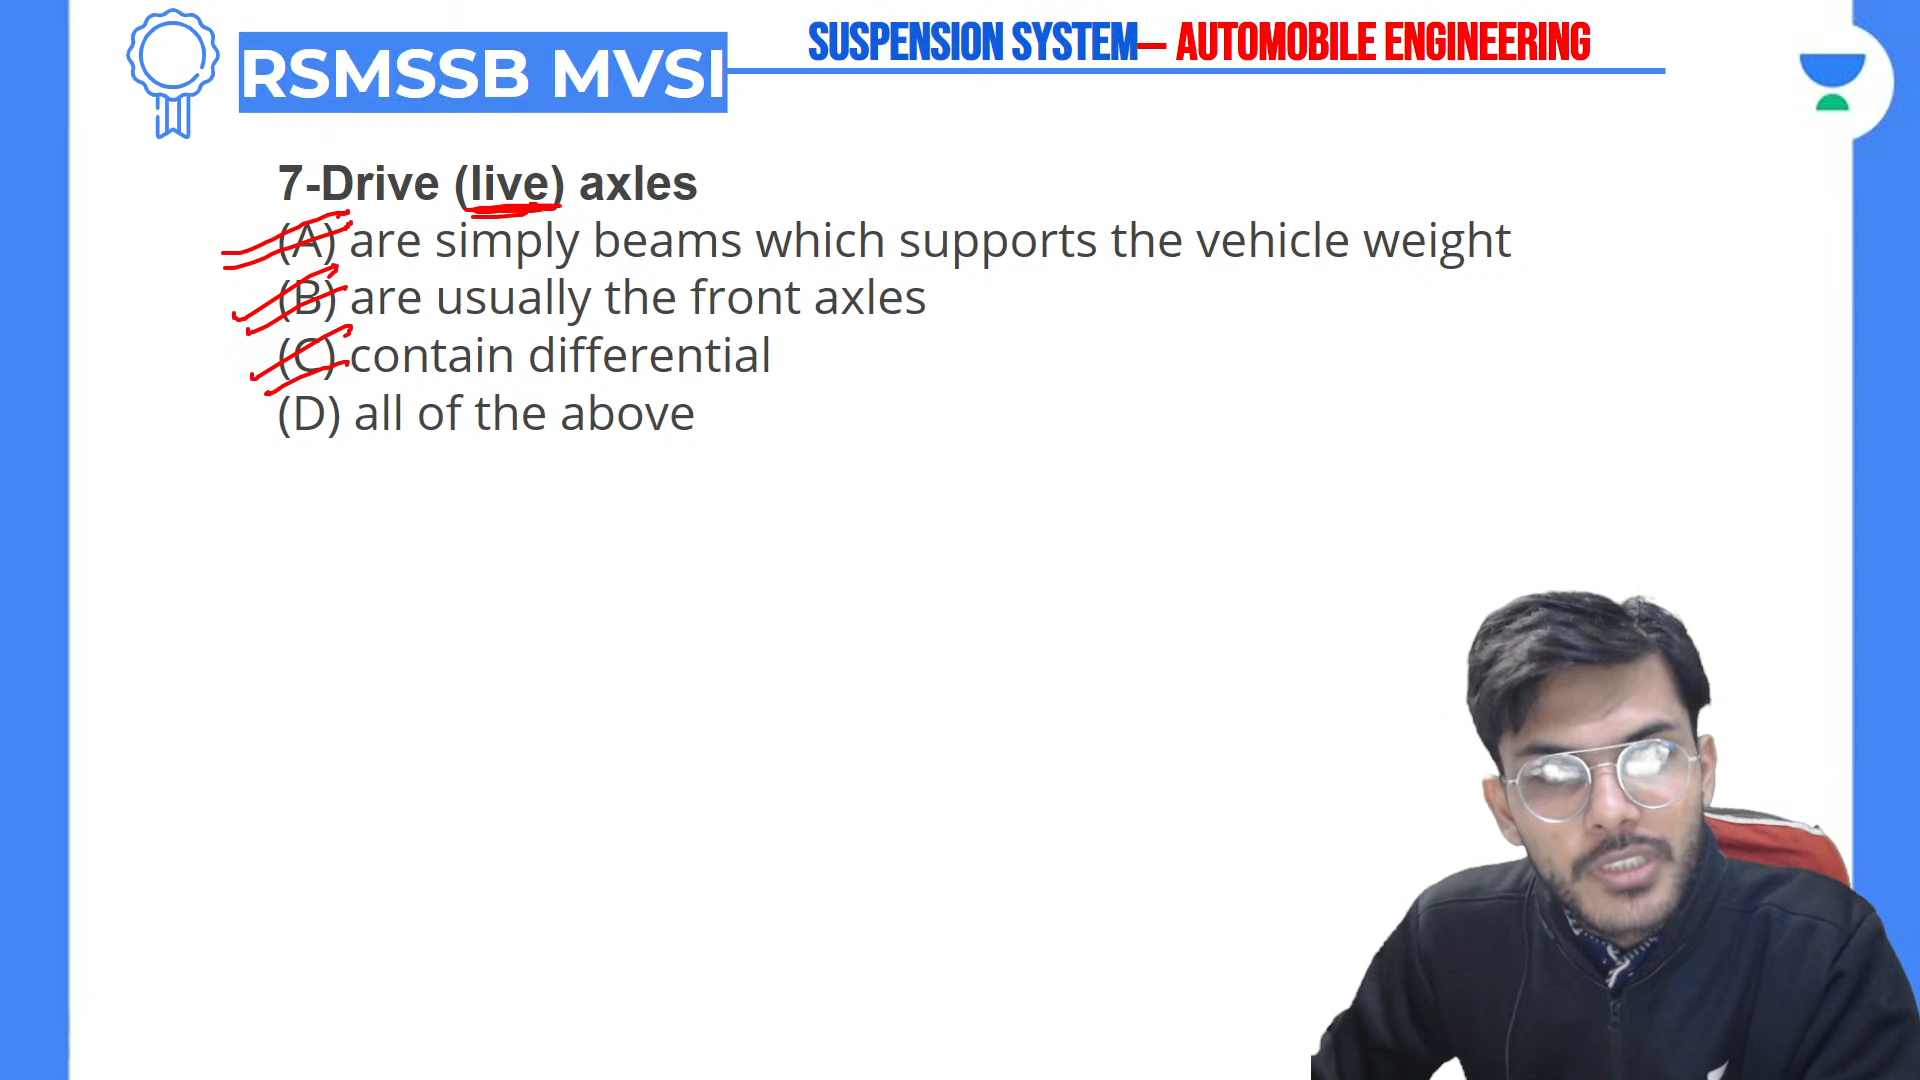 RSMSSB MVSI
SUSPENSION SYSTEM– AUTOMOBILE ENGINEERING
7-Drive (live) axles
(A) are simply beams which supports the vehicle weight
(B) are usually the front axles
(C) contain differential
(D) all of the above